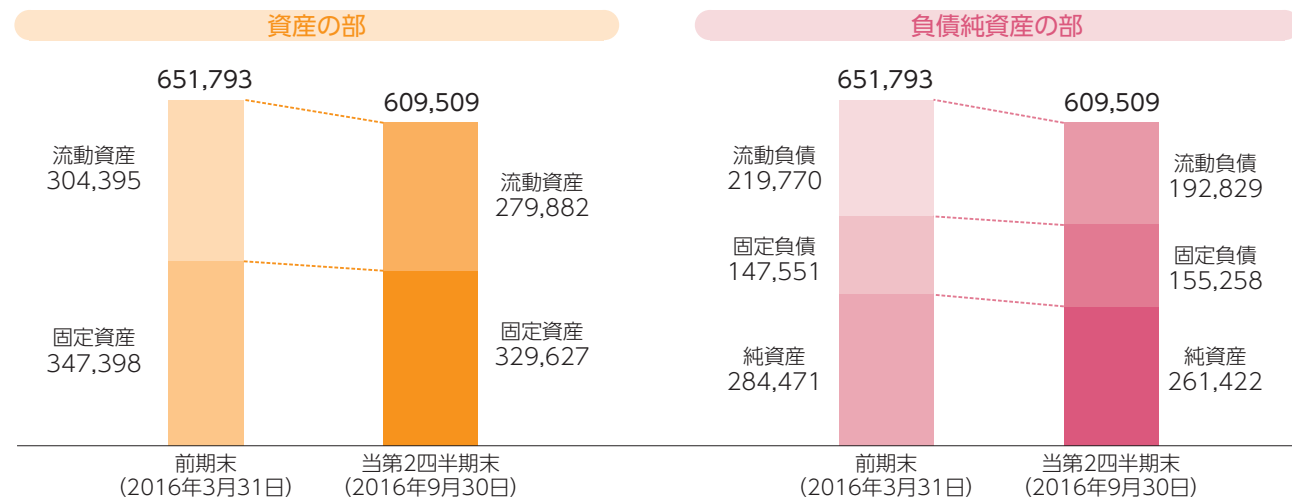 資産の部
651,793
609,509
流動資産
304,395
流動資産
279,882
固定資産
347,398
固定資産
329,627
前期末
(2016年3月31日)
当第2四半期末
(2016年9月30日)
負債純資産の部
651,793
609,509
流動負債
219,770
流動負債
192,829
固定負債
147,551
固定負債
155,258
純資産
284,471
純資産
261,422
前期末
(2016年3月31日)
当第2四半期末
(2016年9月30日)